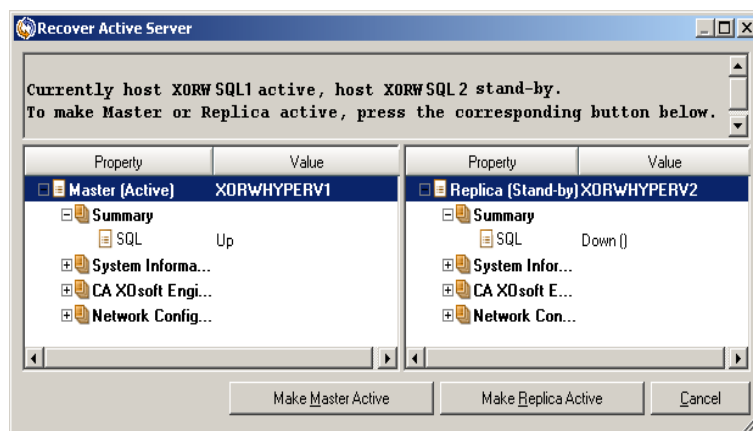 Recover Active Server
Currently host XORWSQL1 active, host XORWSQL2 stand-by.
To make Master or Replica active, press the corresponding button below.
Property Value
Master (Active) XORWHYPERV1
Summary
SQL Up
System Informa...
CA XOsoft Engi...
Network Config...
Property Value
Replica (Stand-by) XORWHYPERV2
Summary
SQL Down ()
System Infor...
CA XOsoft E...
Network Con...
Make Master Active Make Replica Active Cancel